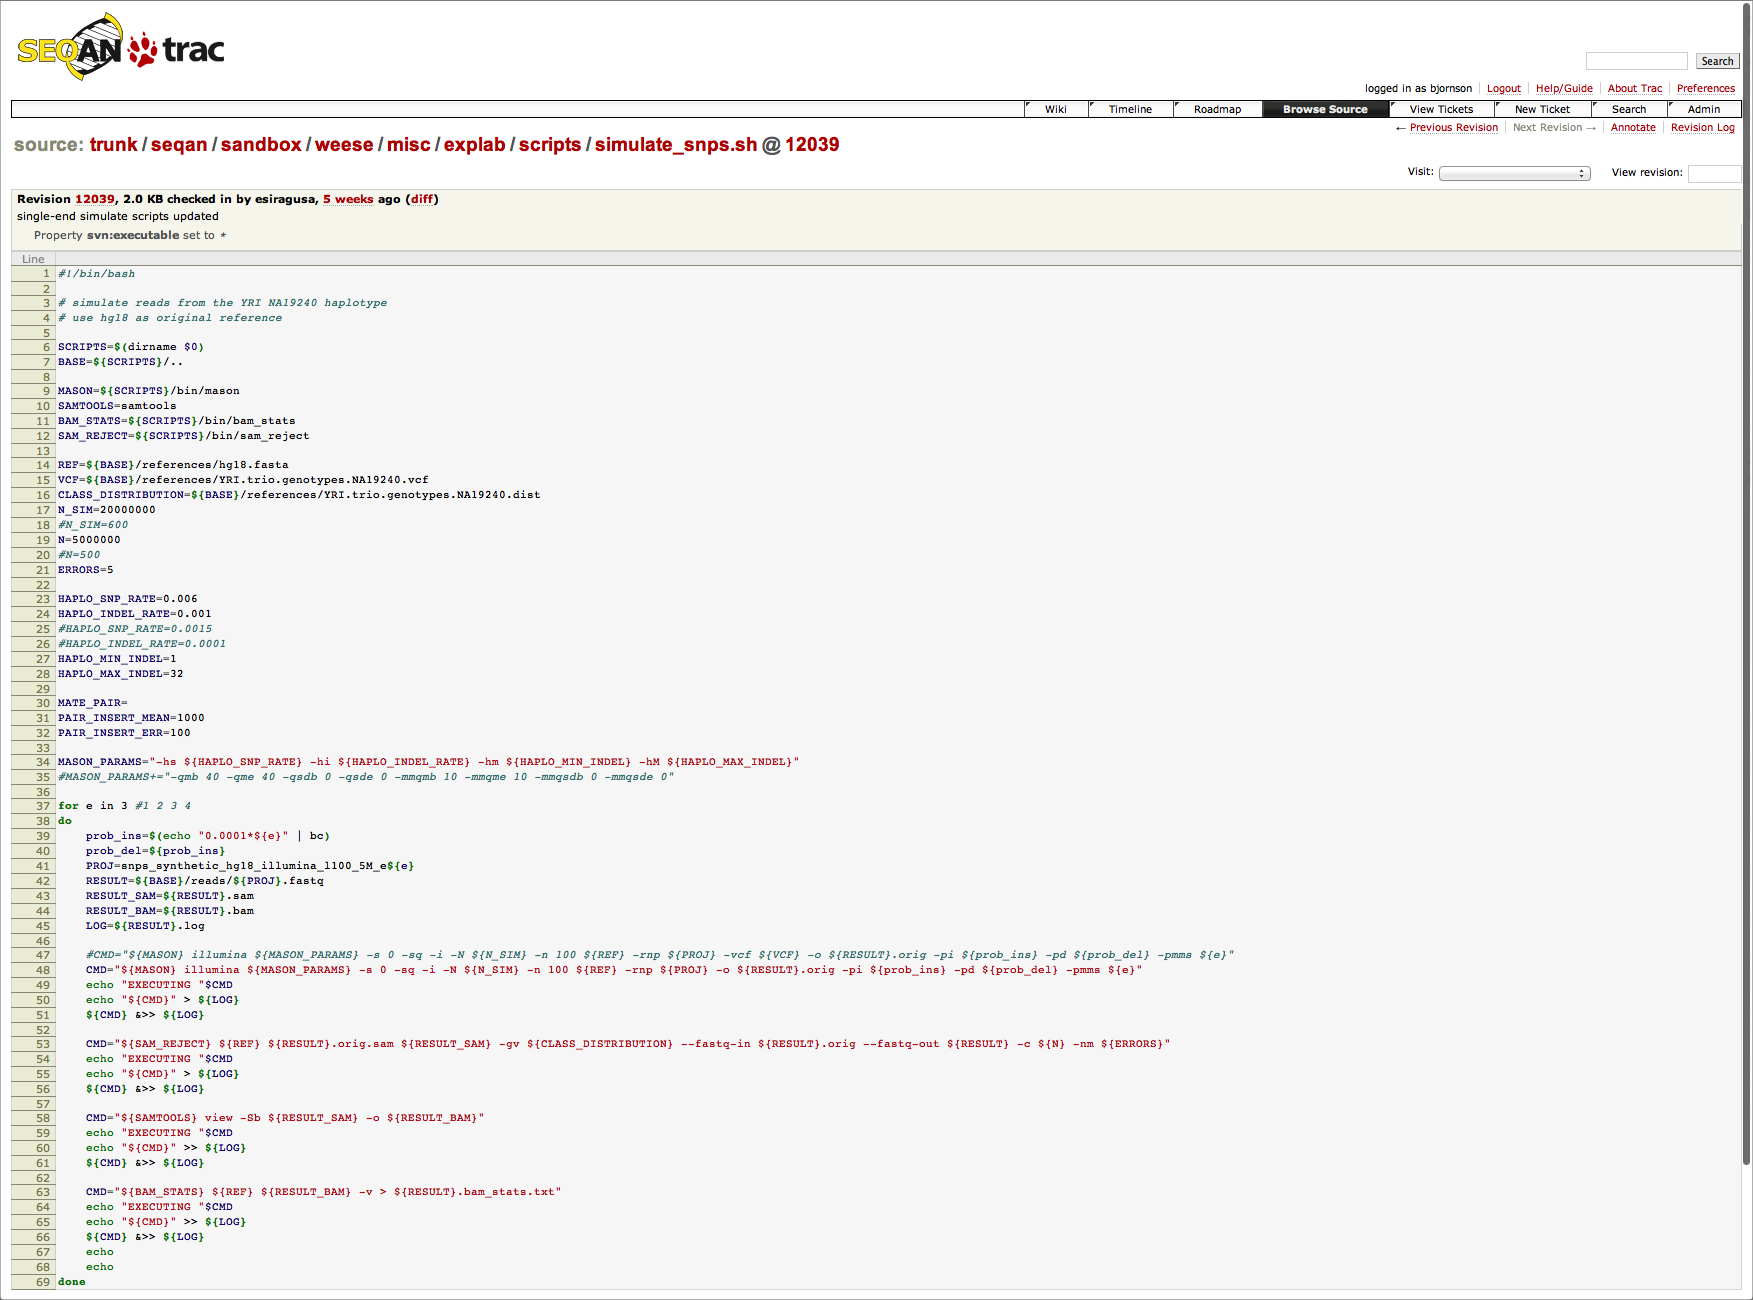 SEQAN trac
Search
logged in as bjornson Logout Help/Guide About Trac Preferences
Wiki Timeline Roadmap Browse Source View Tickets New Ticket Search Admin
← Previous Revision Next Revision → Annotate Revision Log
source: trunk / seqan / sandbox / weese / misc / explab / scripts / simulate_snps.sh @ 12039
Visit: View revision:
Revision 12039, 2.0 KB checked in by esiragusa, 5 weeks ago (diff)
single-end simulate scripts updated
Property svn:executable set to *
Line
1 #!/bin/bash
2
3 # simulate reads from the YRI NA19240 haplotype
4 # use hg18 as original reference
5
6 SCRIPTS=$(dirname $0)
7 BASE=${SCRIPTS}/..
8
9 MASON=${SCRIPTS}/bin/mason
10 SAMTOOLS=samtools
11 BAM_STATS=${SCRIPTS}/bin/bam_stats
12 SAM_REJECT=${SCRIPTS}/bin/sam_reject
13
14 REF=${BASE}/references/hg18.fasta
15 VCF=${BASE}/references/YRI.trio.genotypes.NA19240.vcf
16 CLASS_DISTRIBUTION=${BASE}/references/YRI.trio.genotypes.NA19240.dist
17 N_SIM=20000000
18 #N_SIM=600
19 N=5000000
20 #N=500
21 ERRORS=5
22
23 HAPLO_SNP_RATE=0.006
24 HAPLO_INDEL_RATE=0.001
25 #HAPLO_SNP_RATE=0.0015
26 #HAPLO_INDEL_RATE=0.0001
27 HAPLO_MIN_INDEL=1
28 HAPLO_MAX_INDEL=32
29
30 MATE_PAIR=
31 PAIR_INSERT_MEAN=1000
32 PAIR_INSERT_ERR=100
33
34 MASON_PARAMS="-hs ${HAPLO_SNP_RATE} -hi ${HAPLO_INDEL_RATE} -hm ${HAPLO_MIN_INDEL} -hM ${HAPLO_MAX_INDEL}"
35 #MASON_PARAMS+="-qmb 40 -qme 40 -qsdb 0 -qsde 0 -mmqmb 10 -mmqme 10 -mmqsdb 0 -mmqsde 0"
36
37 for e in 3 #1 2 3 4
38 do
39 prob_ins=$(echo "0.0001*${e}" | bc)
40 prob_del=${prob_ins}
41 PROJ=snps_synthetic_hg18_illumina_l100_5M_e${e}
42 RESULT=${BASE}/reads/${PROJ}.fastq
43 RESULT_SAM=${RESULT}.sam
44 RESULT_BAM=${RESULT}.bam
45 LOG=${RESULT}.log
46
47 #CMD="${MASON} illumina ${MASON_PARAMS} -s 0 -sq -i -N ${N_SIM} -n 100 ${REF} -rnp ${PROJ} -vcf ${VCF} -o ${RESULT}.orig -pi ${prob_ins} -pd ${prob_del} -pmms ${e}"
48 CMD="${MASON} illumina ${MASON_PARAMS} -s 0 -sq -i -N ${N_SIM} -n 100 ${REF} -rnp ${PROJ} -o ${RESULT}.orig -pi ${prob_ins} -pd ${prob_del} -pmms ${e}"
49 echo "EXECUTING "$CMD
50 echo "${CMD}" > ${LOG}
51 ${CMD} &>> ${LOG}
52
53 CMD="${SAM_REJECT} ${REF} ${RESULT}.orig.sam ${RESULT_SAM} -gv ${CLASS_DISTRIBUTION} --fastq-in ${RESULT}.orig --fastq-out ${RESULT} -c ${N} -nm ${ERRORS}"
54 echo "EXECUTING "$CMD
55 echo "${CMD}" > ${LOG}
56 ${CMD} &>> ${LOG}
57
58 CMD="${SAMTOOLS} view -Sb ${RESULT_SAM} -o ${RESULT_BAM}"
59 echo "EXECUTING "$CMD
60 echo "${CMD}" >> ${LOG}
61 ${CMD} &>> ${LOG}
62
63 CMD="${BAM_STATS} ${REF} ${RESULT_BAM} -v > ${RESULT}.bam_stats.txt"
64 echo "EXECUTING "$CMD
65 echo "${CMD}" >> ${LOG}
66 ${CMD} &>> ${LOG}
67 echo
68 echo
69 done